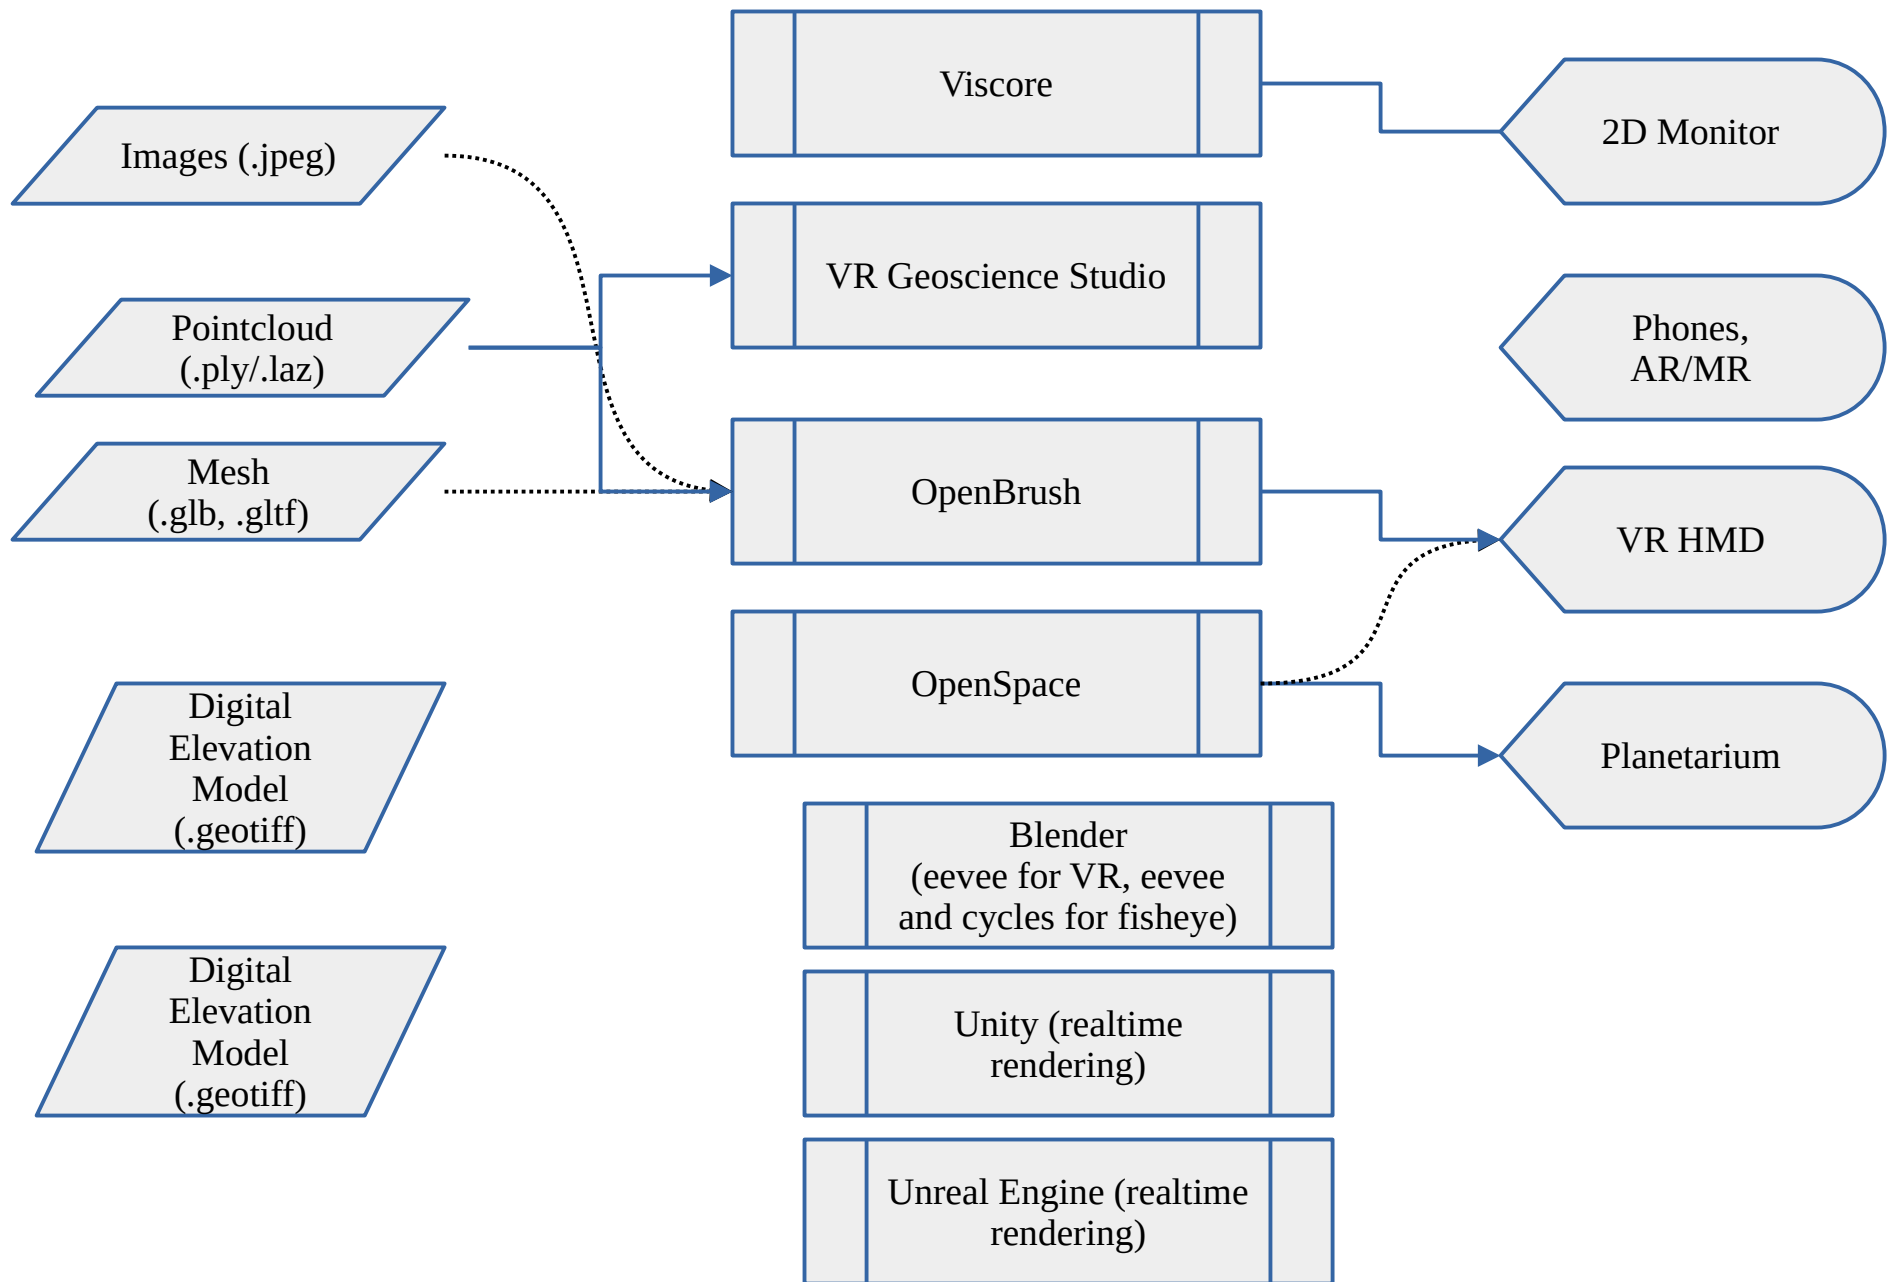 Images (.jpeg)
Pointcloud
(.ply/.laz)
Mesh
(.glb, .gltf)
Digital
Elevation
Model
(.geotiff)
Digital
Elevation
Model
(.geotiff)
Viscore
VR Geoscience Studio
OpenBrush
OpenSpace
Blender
(eevee for VR, eevee
and cycles for fisheye)
Unity (realtime
rendering)
Unreal Engine (realtime
rendering)
2D Monitor
Phones,
AR/MR
VR HMD
Planetarium